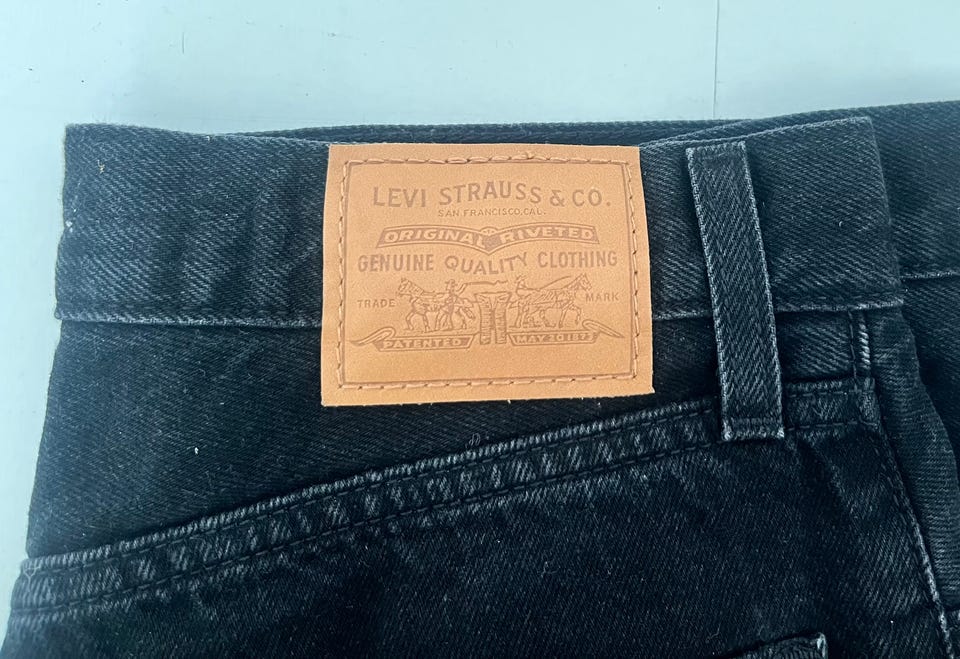 LEVI STRAUSS & CO.
SAN FRANCISCO, CAL.
ORIGINAL RIVETED
GENUINE QUALITY CLOTHING
TRADE MARK
PATENTED MAY 20 1873